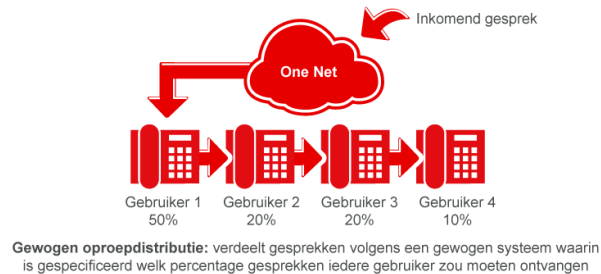 Inkomend gesprek
One Net
Gebruiker 1
50%
Gebruiker 2
20%
Gebruiker 3
20%
Gebruiker 4
10%
Gewogen oproepdistributie: verdeelt gesprekken volgens een gewogen systeem waarin
is gespecificeerd welk percentage gesprekken iedere gebruiker zou moeten ontvangen